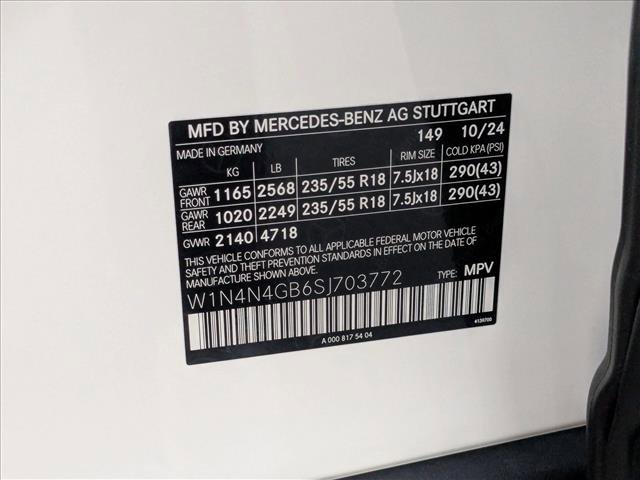 MFD BY MERCEDES-BENZ AG STUTTGART
MADE IN GERMANY 149 10/24
KG LB TIRES RIM SIZE COLD KPA (PSI)
GAWR FRONT 1165 2568 235/55 R18 7.5Jx18 290(43)
GAWR REAR 1020 2249 235/55 R18 7.5Jx18 290(43)
GVWR 2140 4718
THIS VEHICLE CONFORMS TO ALL APPLICABLE FEDERAL MOTOR VEHICLE
SAFETY AND THEFT PREVENTION STANDARDS IN EFFECT ON THE DATE OF
MANUFACTURE SHOWN ABOVE.
W1N4N4GB6SJ703772 TYPE: MPV
A 000 817 54 04